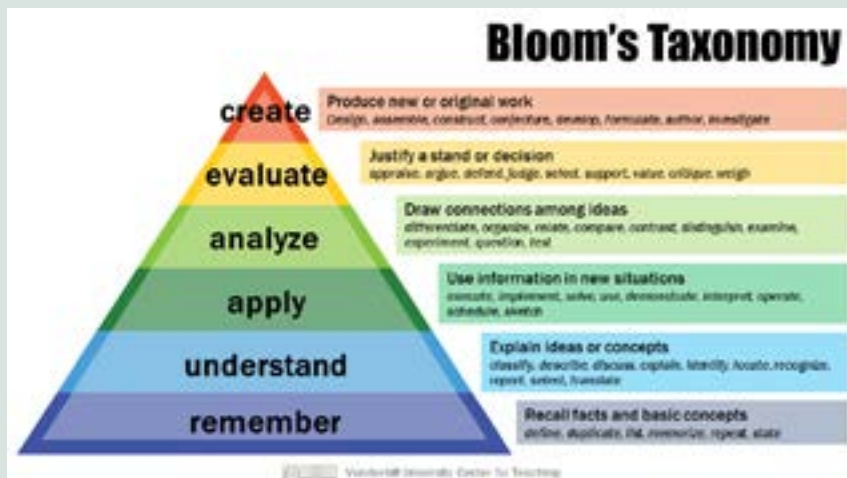 Bloom's Taxonomy
create
Produce new or original work
Design, assemble, construct, conjecture, develop, formulate, author, investigate
evaluate
Justify a stand or decision
appraise, argue, defend, judge, select, support, value, critique, weigh
analyze
Draw connections among ideas
differentiate, organize, relate, compare, contrast, distinguish, examine,
experiment, question, test
apply
Use information in new situations
execute, implement, solve, use, demonstrate, interpret, operate,
schedule, sketch
understand
Explain ideas or concepts
classify, describe, discuss, explain, identify, locate, recognize,
report, select, translate
remember
Recall facts and basic concepts
define, duplicate, list, memorize, repeat, state
Vanderbilt University Center for Teaching